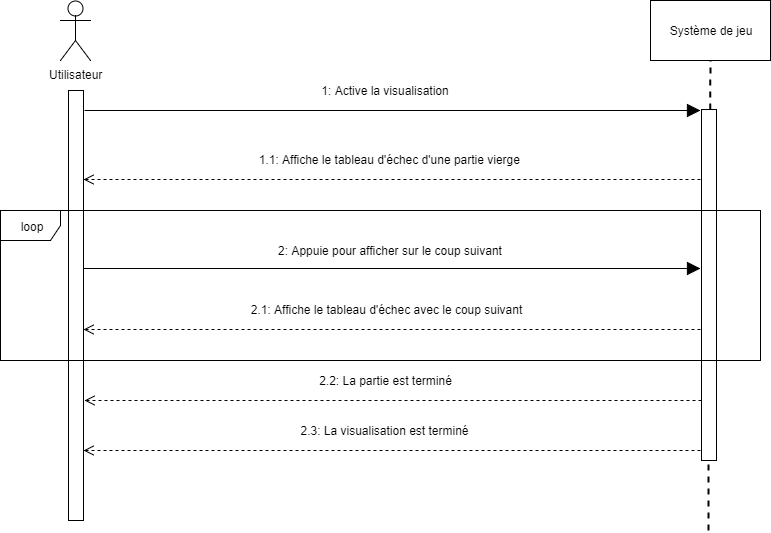 Système de jeu
Utilisateur
1: Active la visualisation
1.1: Affiche le tableau d'échec d'une partie vierge
loop
2: Appuie pour afficher sur le coup suivant
2.1: Affiche le tableau d'échec avec le coup suivant
2.2: La partie est terminé
2.3: La visualisation est terminé